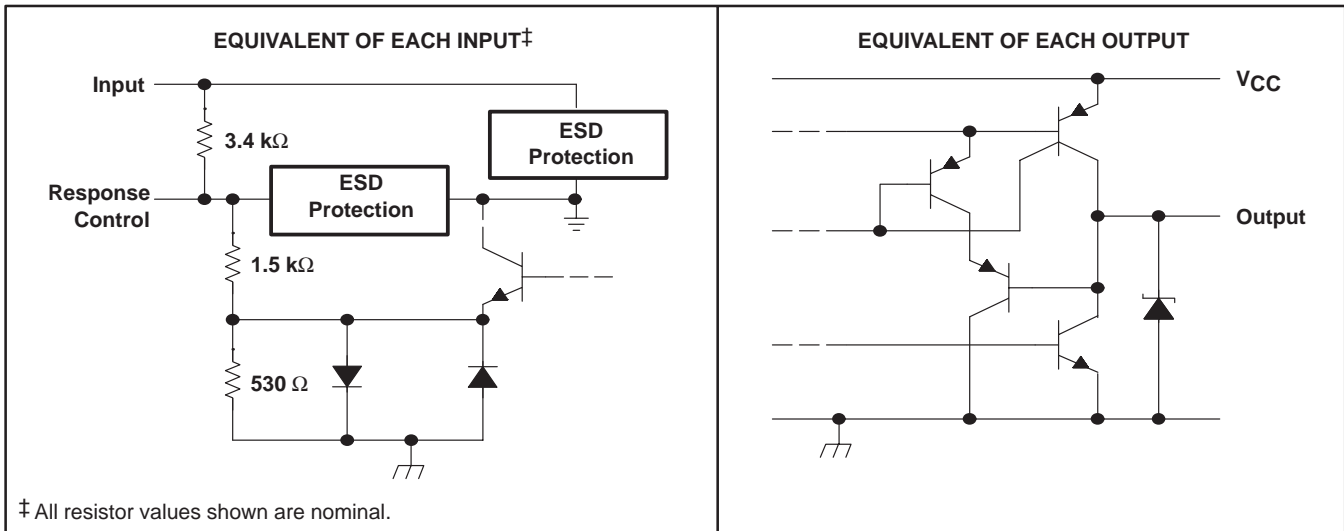 EQUIVALENT OF EACH INPUT‡
Input
3.4 kΩ
ESD
Protection
Response
Control
ESD
Protection
1.5 kΩ
530 Ω
‡ All resistor values shown are nominal.
EQUIVALENT OF EACH OUTPUT
VCC
Output